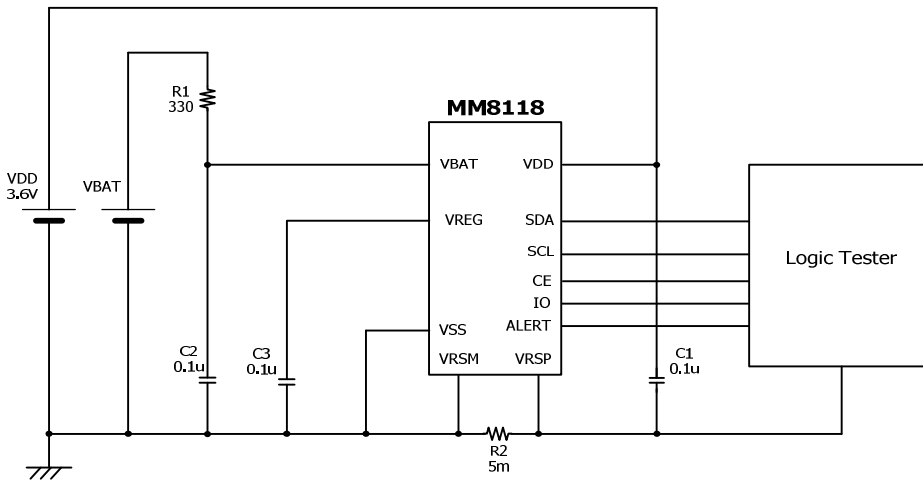 R1
330
MM8118
VBAT
VDD
VDD
3.6V
VBAT
VREG
SDA
SCL
Logic Tester
CE
IO
VSS
ALERT
C2
0.1u
C3
0.1u
VRSM
VRSP
C1
0.1u
R2
5m